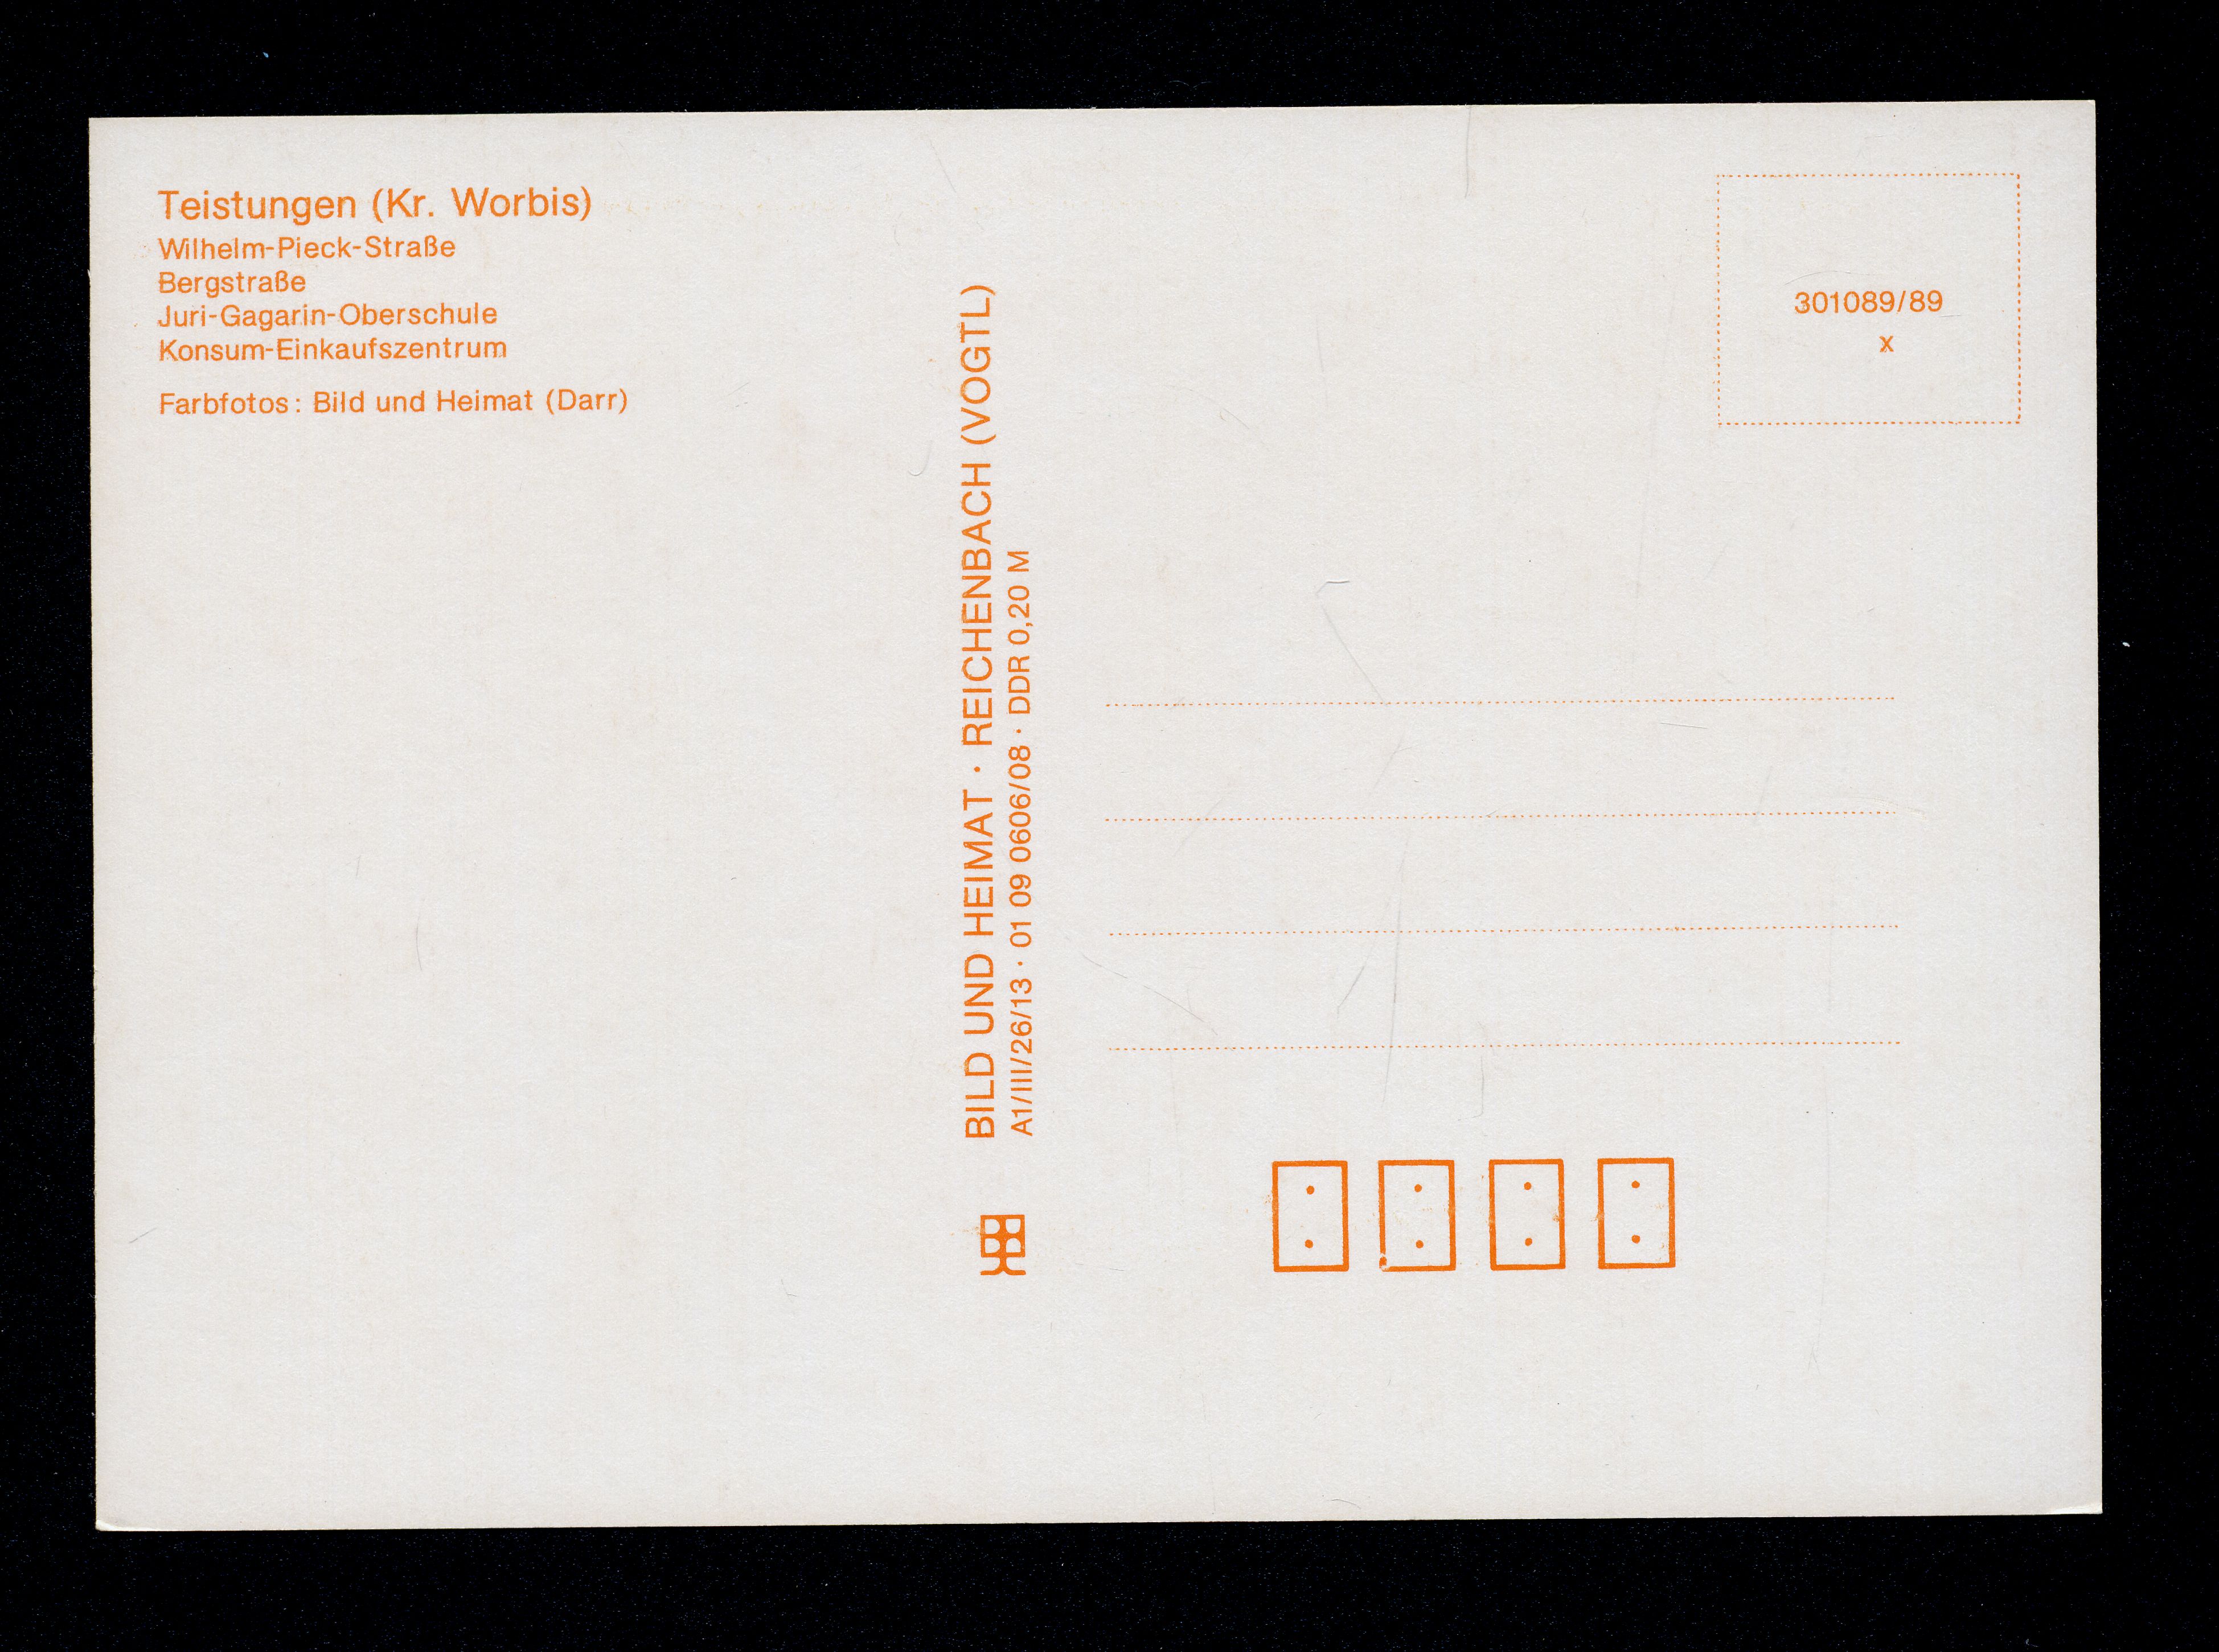 Teistungen (Kr. Worbis)
Wilhelm-Pieck-Straße
Bergstraße
Juri-Gagarin-Oberschule
Konsum-Einkaufszentrum
Farbfotos: Bild und Heimat (Darr)
BILD UND HEIMAT · REICHENBACH (VOGTL)
A1/III/26/13 · 01 09 0606/08 · DDR 0,20 M
301089/89
x